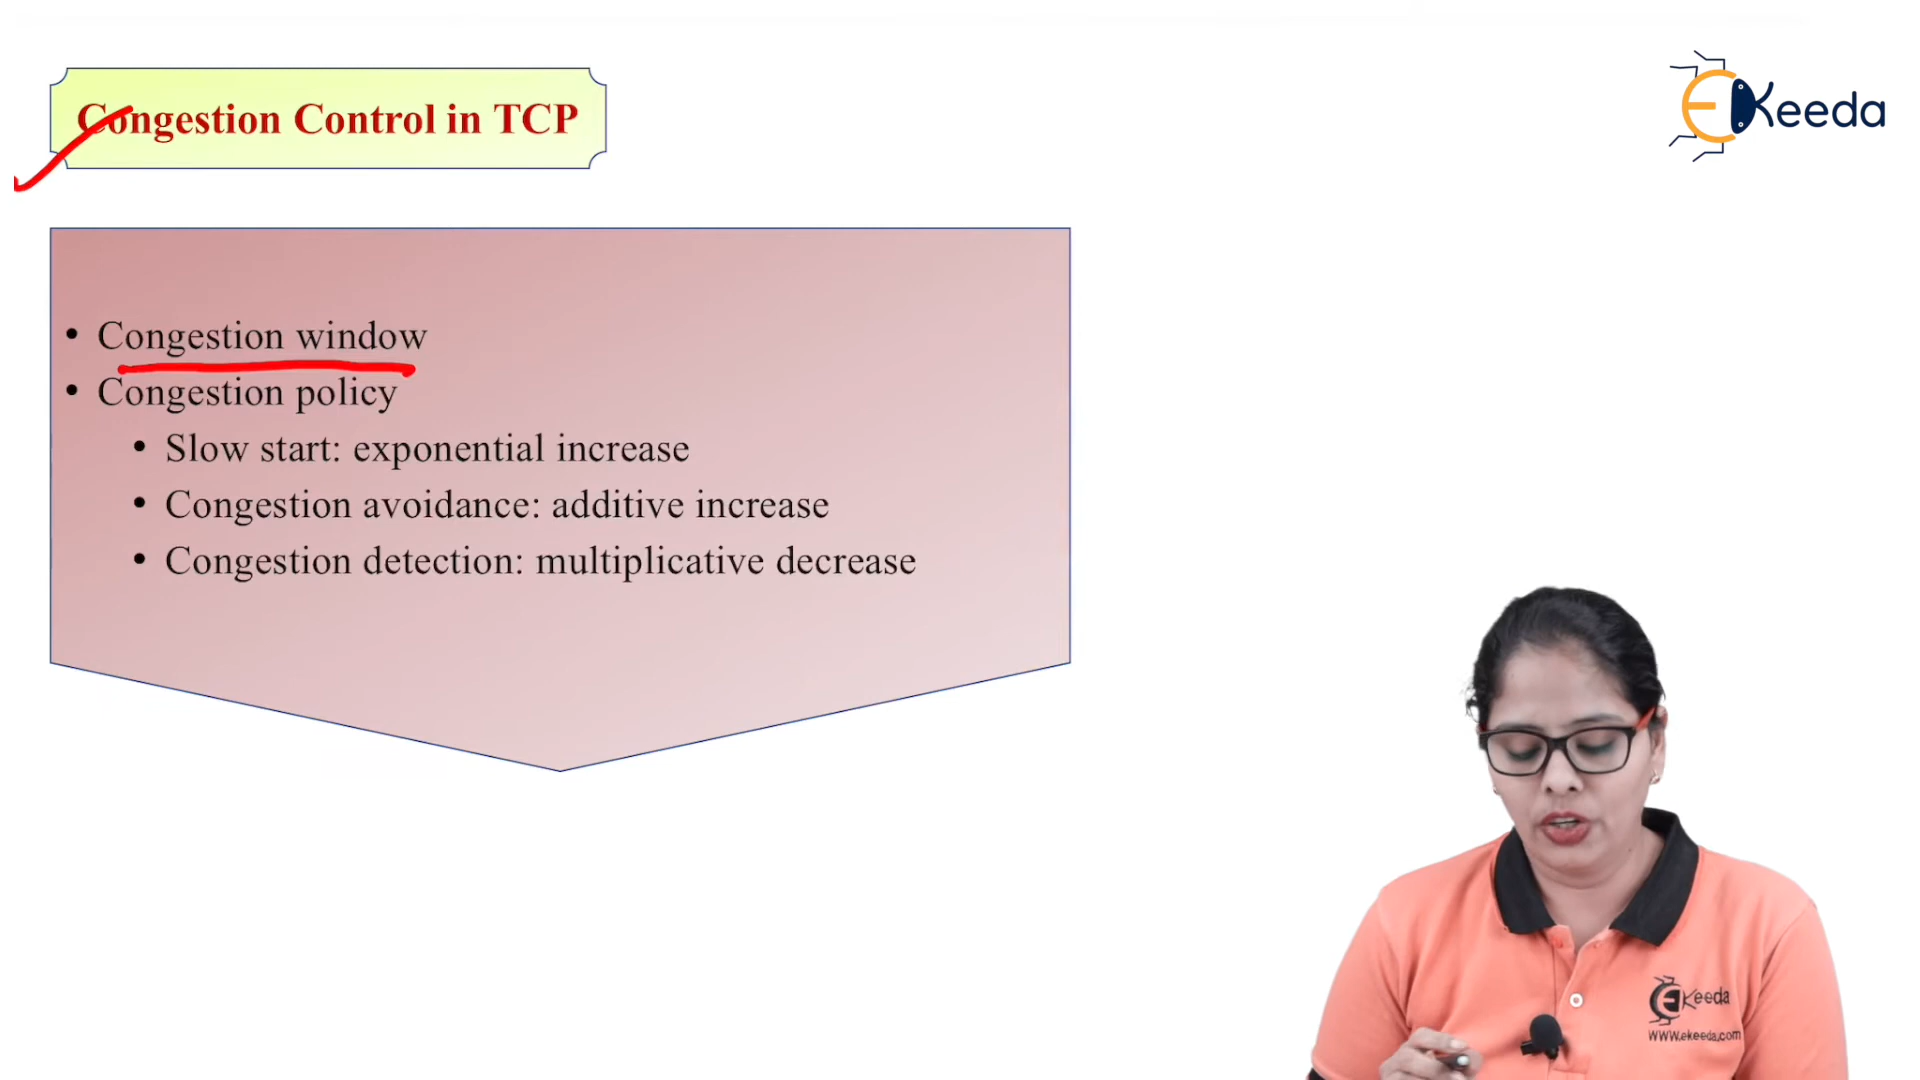 Congestion Control in TCP
EKeeda
• Congestion window
• Congestion policy
• Slow start: exponential increase
• Congestion avoidance: additive increase
• Congestion detection: multiplicative decrease
EKeeda
www.ekeeda.com